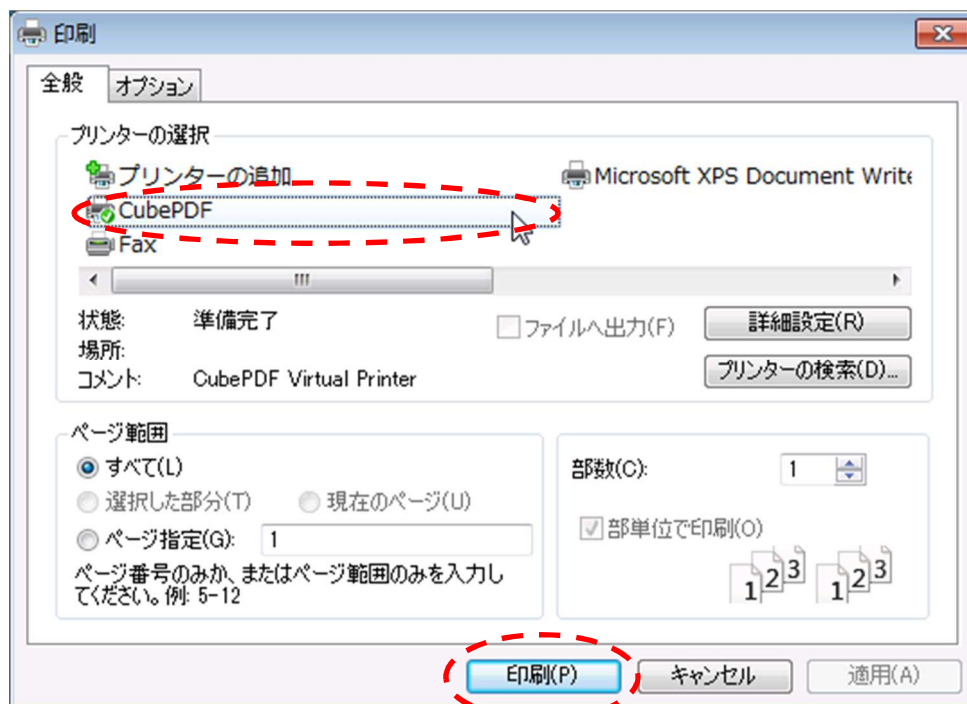 印刷
全般
オプション
プリンターの選択
プリンターの追加
Microsoft XPS Document Write
CubePDF
Fax
状態: 準備完了
ファイルへ出力(F)
詳細設定(R)
場所:
コメント: CubePDF Virtual Printer
プリンターの検索(D)...
ページ範囲
すべて(L)
選択した部分(T)
現在のページ(U)
ページ指定(G): 1
ページ番号のみか、またはページ範囲のみを入力し
てください。例: 5-12
部数(C): 1
部単位で印刷(O)
1 2 3 1 2 3
印刷(P)
キャンセル
適用(A)